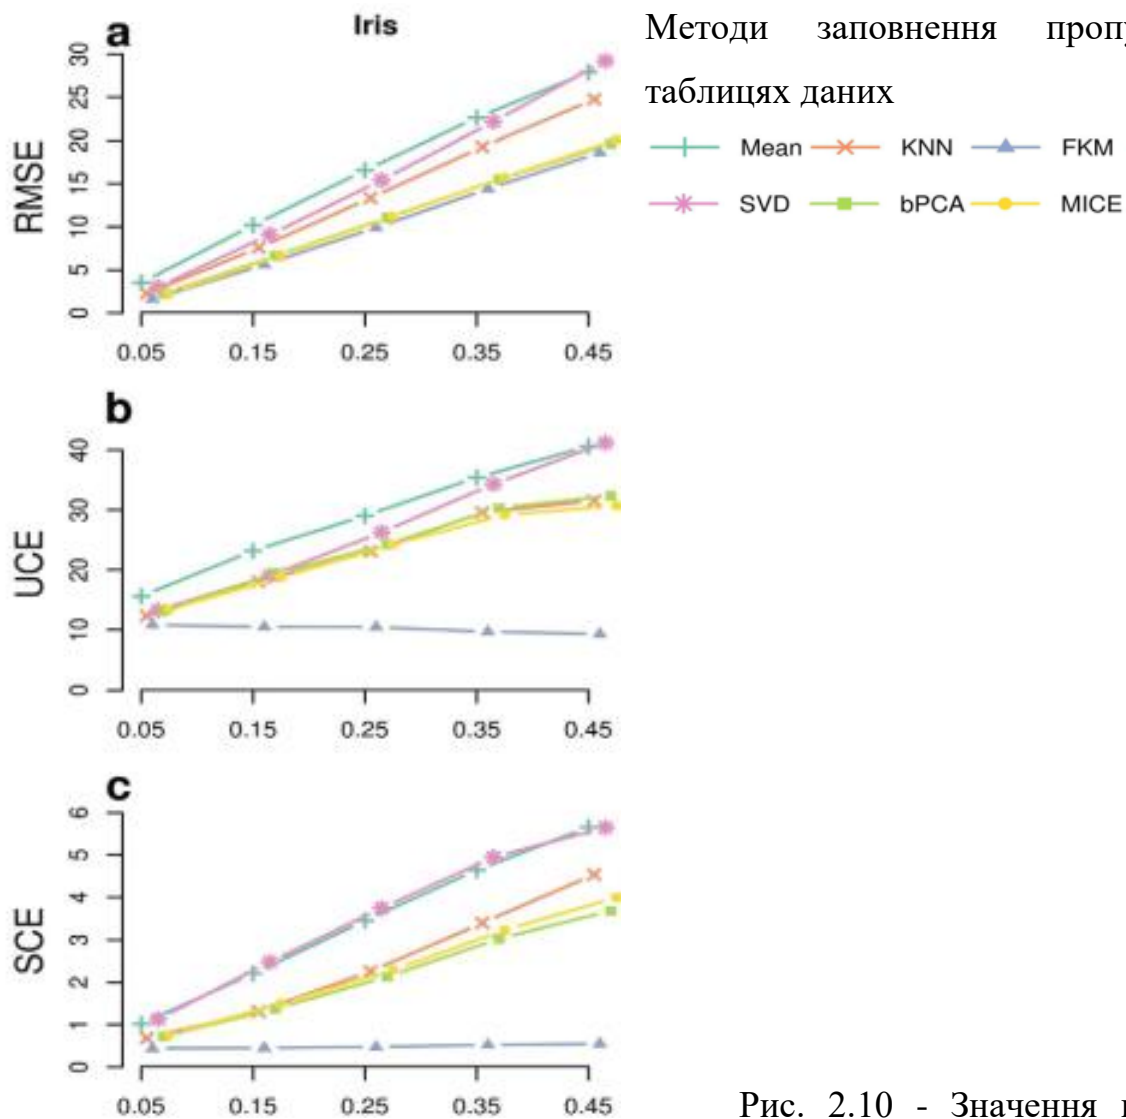 a
Iris
Методи заповнення
таблицях даних
Mean KNN FKM
SVD bPCA MICE
RMSE
30
25
20
15
10
5
0
0.05 0.15 0.25 0.35 0.45
b
UCE
40
30
20
10
0
0.05 0.15 0.25 0.35 0.45
c
SCE
6
5
4
3
2
1
0
0.05 0.15 0.25 0.35 0.45
Рис. 2.10 - Значення